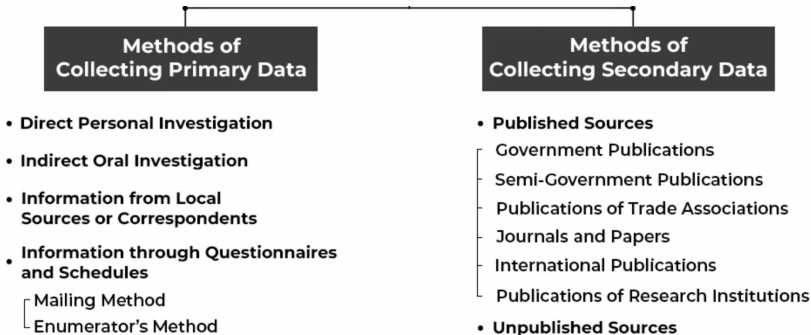 Methods of
Collecting Primary Data
• Direct Personal Investigation
• Indirect Oral Investigation
• Information from Local
Sources or Correspondents
• Information through Questionnaires
and Schedules
Mailing Method
Enumerator's Method
Methods of
Collecting Secondary Data
• Published Sources
Government Publications
Semi-Government Publications
Publications of Trade Associations
Journals and Papers
International Publications
Publications of Research Institutions
• Unpublished Sources